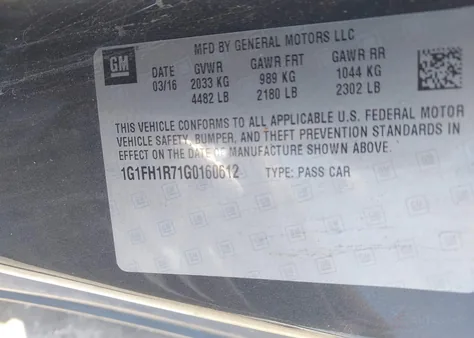 MFD BY GENERAL MOTORS LLC
GM
DATE GVWR GAWR FRT GAWR RR
03/16 2033 KG 989 KG 1044 KG
4482 LB 2180 LB 2302 LB
THIS VEHICLE CONFORMS TO ALL APPLICABLE U.S. FEDERAL MOTOR
VEHICLE SAFETY, BUMPER, AND THEFT PREVENTION STANDARDS IN
EFFECT ON THE DATE OF MANUFACTURE SHOWN ABOVE.
1G1FH1R71G0160612 TYPE: PASS CAR